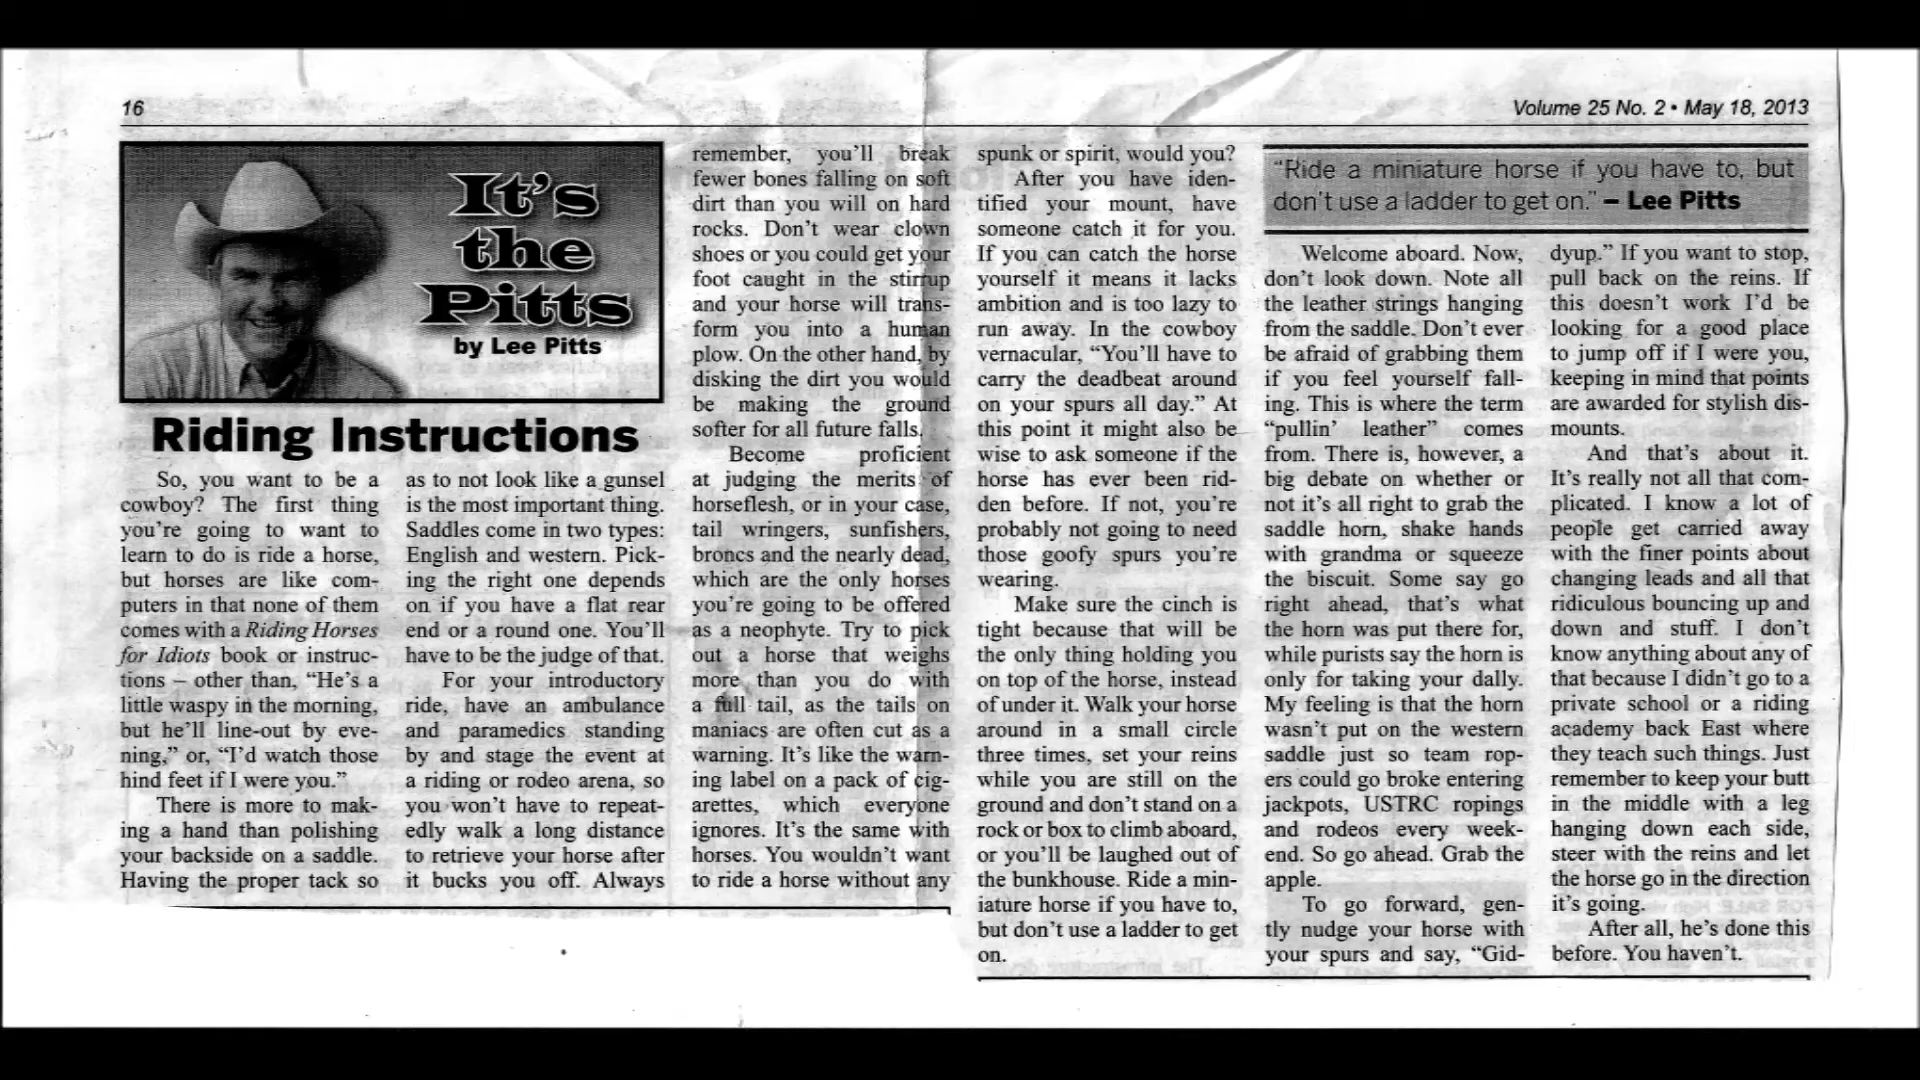 16
Volume 25 No. 2 • May 18, 2013
It's
the
Pitts
by Lee Pitts
Riding Instructions
So, you want to be a
cowboy? The first thing
you're going to want to
learn to do is ride a horse,
but horses are like com-
puters in that none of them
comes with a Riding Horses
for Idiots book or instruc-
tions – other than, “He's a
little waspy in the morning,
but he'll line-out by eve-
ning,” or, “I'd watch those
hind feet if I were you.”
There is more to mak-
ing a hand than polishing
your backside on a saddle.
Having the proper tack so
as to not look like a gunsel
is the most important thing.
Saddles come in two types:
English and western. Pick-
ing the right one depends
on if you have a flat rear
end or a round one. You'll
have to be the judge of that.
For your introductory
ride, have an ambulance
and paramedics standing
by and stage the event at
a riding or rodeo arena, so
you won't have to repeat-
edly walk a long distance
to retrieve your horse after
it bucks you off. Always
remember, you'll break
fewer bones falling on soft
dirt than you will on hard
rocks. Don't wear clown
shoes or you could get your
foot caught in the stirrup
and your horse will trans-
form you into a human
plow. On the other hand, by
disking the dirt you would
be making the ground
softer for all future falls.
Become proficient
at judging the merits of
horseflesh, or in your case,
tail wringers, sunfishers,
broncs and the nearly dead,
which are the only horses
you're going to be offered
as a neophyte. Try to pick
out a horse that weighs
more than you do with
a full tail, as the tails on
maniacs are often cut as a
warning. It's like the warn-
ing label on a pack of cig-
arettes, which everyone
ignores. It's the same with
horses. You wouldn't want
to ride a horse without any
spunk or spirit, would you?
After you have iden-
tified your mount, have
someone catch it for you.
If you can catch the horse
yourself it means it lacks
ambition and is too lazy to
run away. In the cowboy
vernacular, “You'll have to
carry the deadbeat around
on your spurs all day.” At
this point it might also be
wise to ask someone if the
horse has ever been rid-
den before. If not, you're
probably not going to need
those goofy spurs you're
wearing.
Make sure the cinch is
tight because that will be
the only thing holding you
on top of the horse, instead
of under it. Walk your horse
around in a small circle
three times, set your reins
while you are still on the
ground and don't stand on a
rock or box to climb aboard,
or you'll be laughed out of
the bunkhouse. Ride a min-
iature horse if you have to,
but don't use a ladder to get
on.
“Ride a miniature horse if you have to, but
don't use a ladder to get on.” – Lee Pitts
Welcome aboard. Now,
don't look down. Note all
the leather strings hanging
from the saddle. Don't ever
be afraid of grabbing them
if you feel yourself fall-
ing. This is where the term
“pullin' leather” comes
from. There is, however, a
big debate on whether or
not it's all right to grab the
saddle horn, shake hands
with grandma or squeeze
the biscuit. Some say go
right ahead, that's what
the horn was put there for,
while purists say the horn is
only for taking your dally.
My feeling is that the horn
wasn't put on the western
saddle just so team rop-
ers could go broke entering
jackpots, USTRC ropings
and rodeos every week-
end. So go ahead. Grab the
apple.
To go forward, gen-
tly nudge your horse with
your spurs and say, “Gid-
dyup.” If you want to stop,
pull back on the reins. If
this doesn't work I'd be
looking for a good place
to jump off if I were you,
keeping in mind that points
are awarded for stylish dis-
mounts.
And that's about it.
It's really not all that com-
plicated. I know a lot of
people get carried away
with the finer points about
changing leads and all that
ridiculous bouncing up and
down and stuff. I don't
know anything about any of
that because I didn't go to a
private school or a riding
academy back East where
they teach such things. Just
remember to keep your butt
in the middle with a leg
hanging down each side,
steer with the reins and let
the horse go in the direction
it's going.
After all, he's done this
before. You haven't.